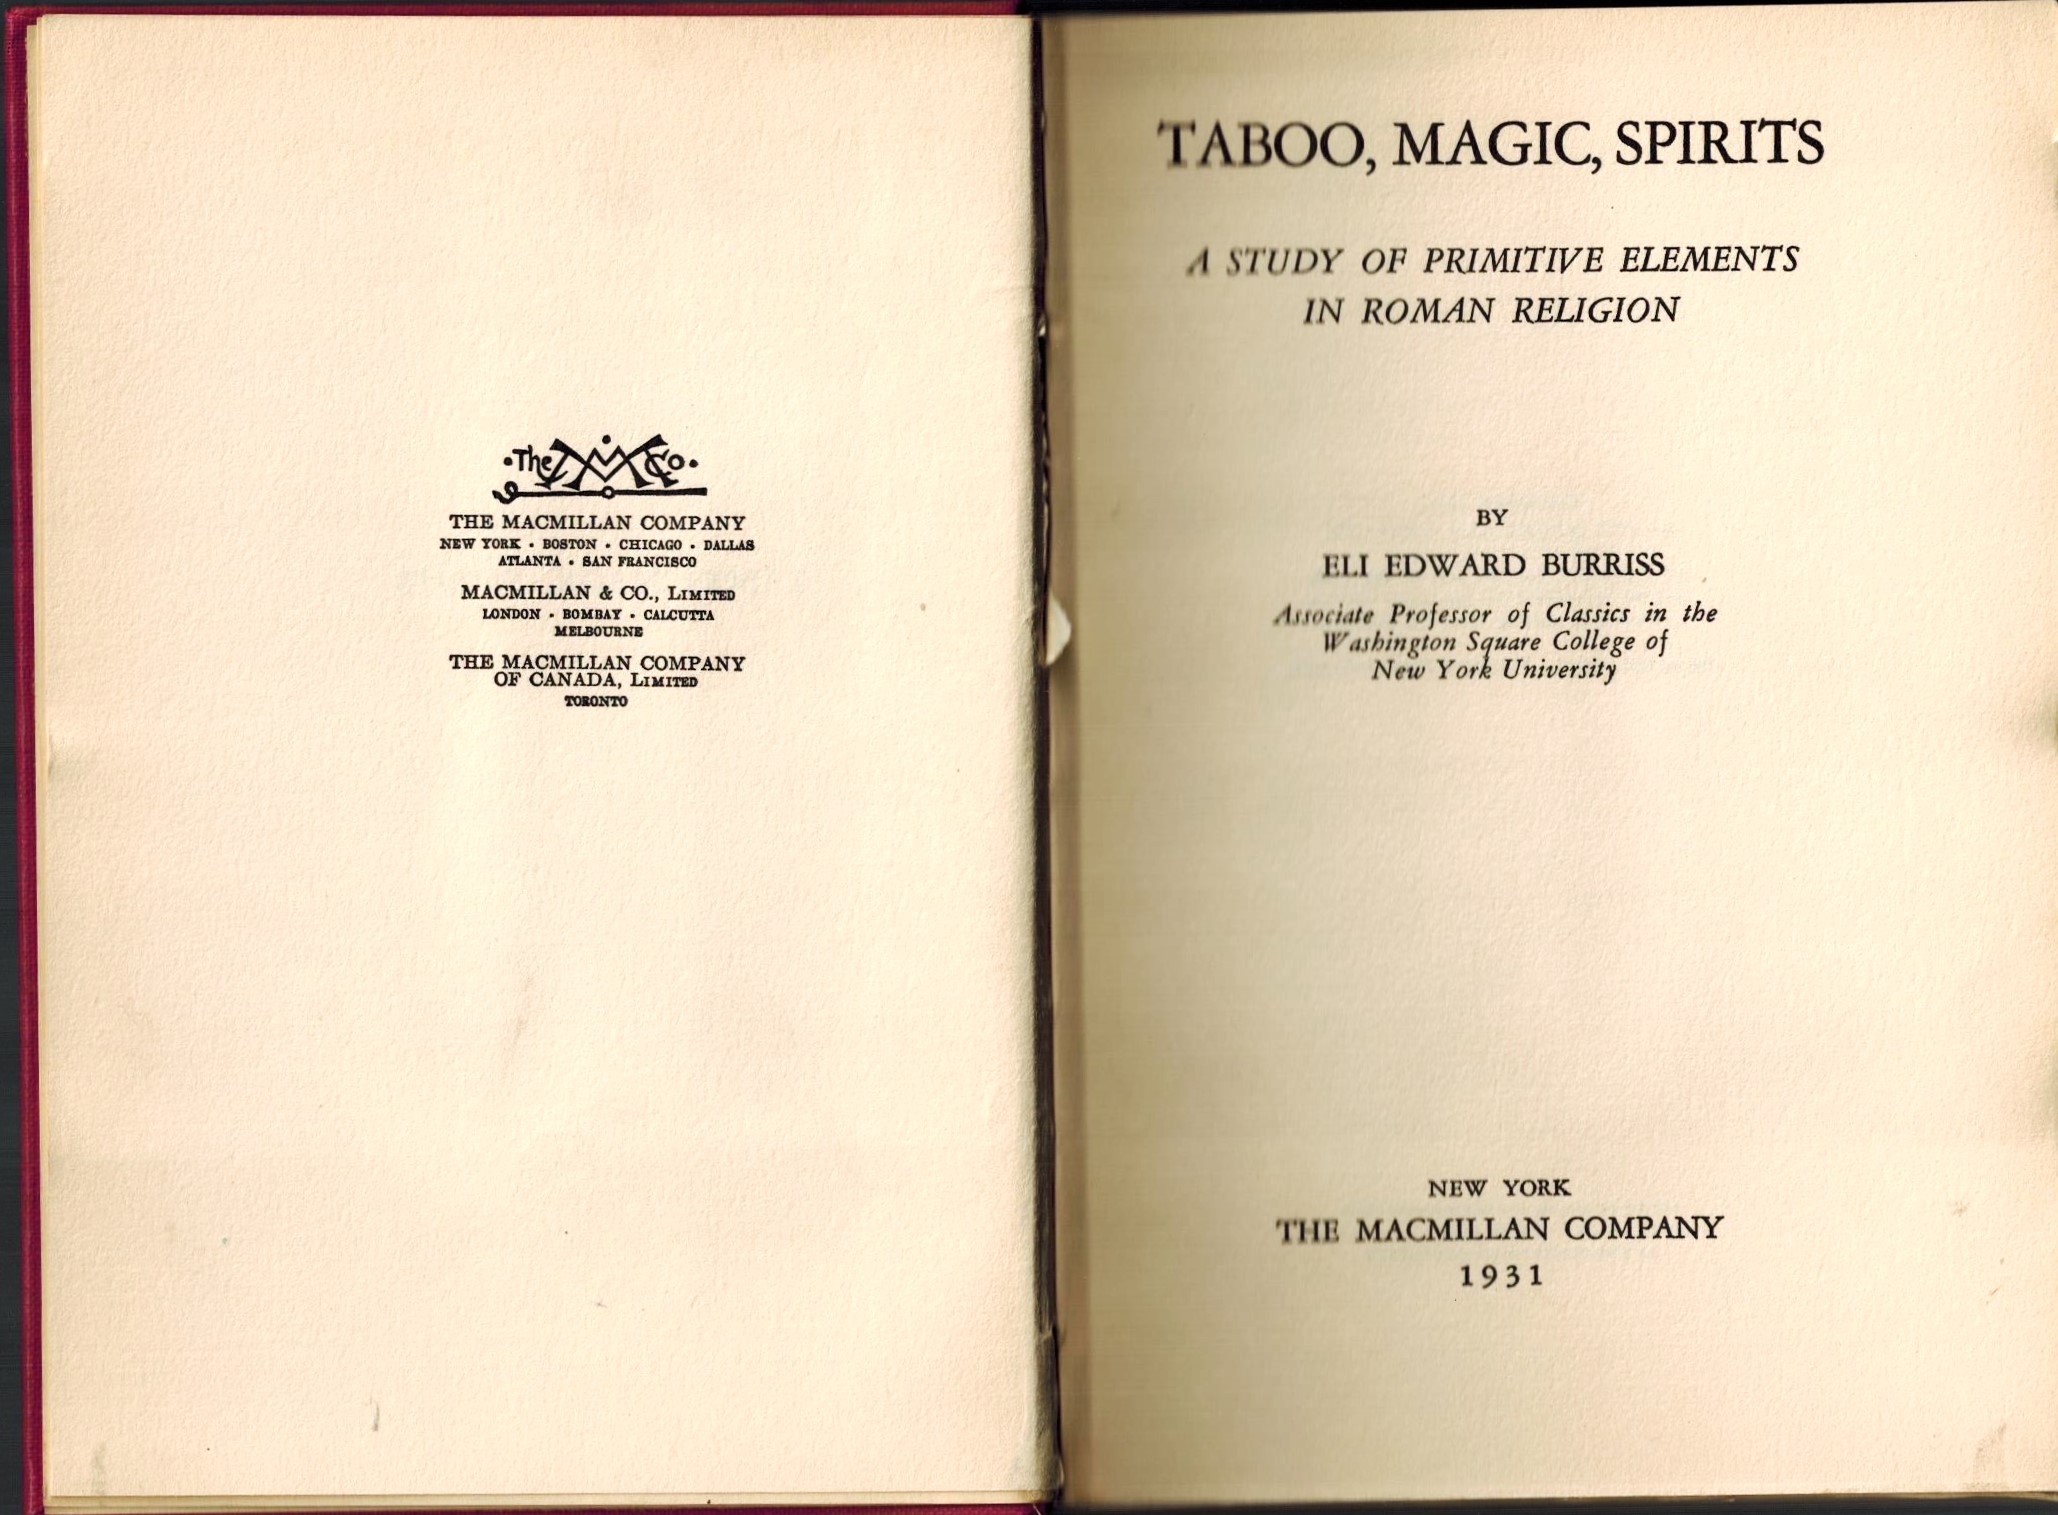 ·The MM Co·
THE MACMILLAN COMPANY
NEW YORK · BOSTON · CHICAGO · DALLAS
ATLANTA · SAN FRANCISCO
MACMILLAN & CO., LIMITED
LONDON · BOMBAY · CALCUTTA
MELBOURNE
THE MACMILLAN COMPANY
OF CANADA, LIMITED
TORONTO
TABOO, MAGIC, SPIRITS
A STUDY OF PRIMITIVE ELEMENTS
IN ROMAN RELIGION
BY
ELI EDWARD BURRISS
Associate Professor of Classics in the
Washington Square College of
New York University
NEW YORK
THE MACMILLAN COMPANY
1931